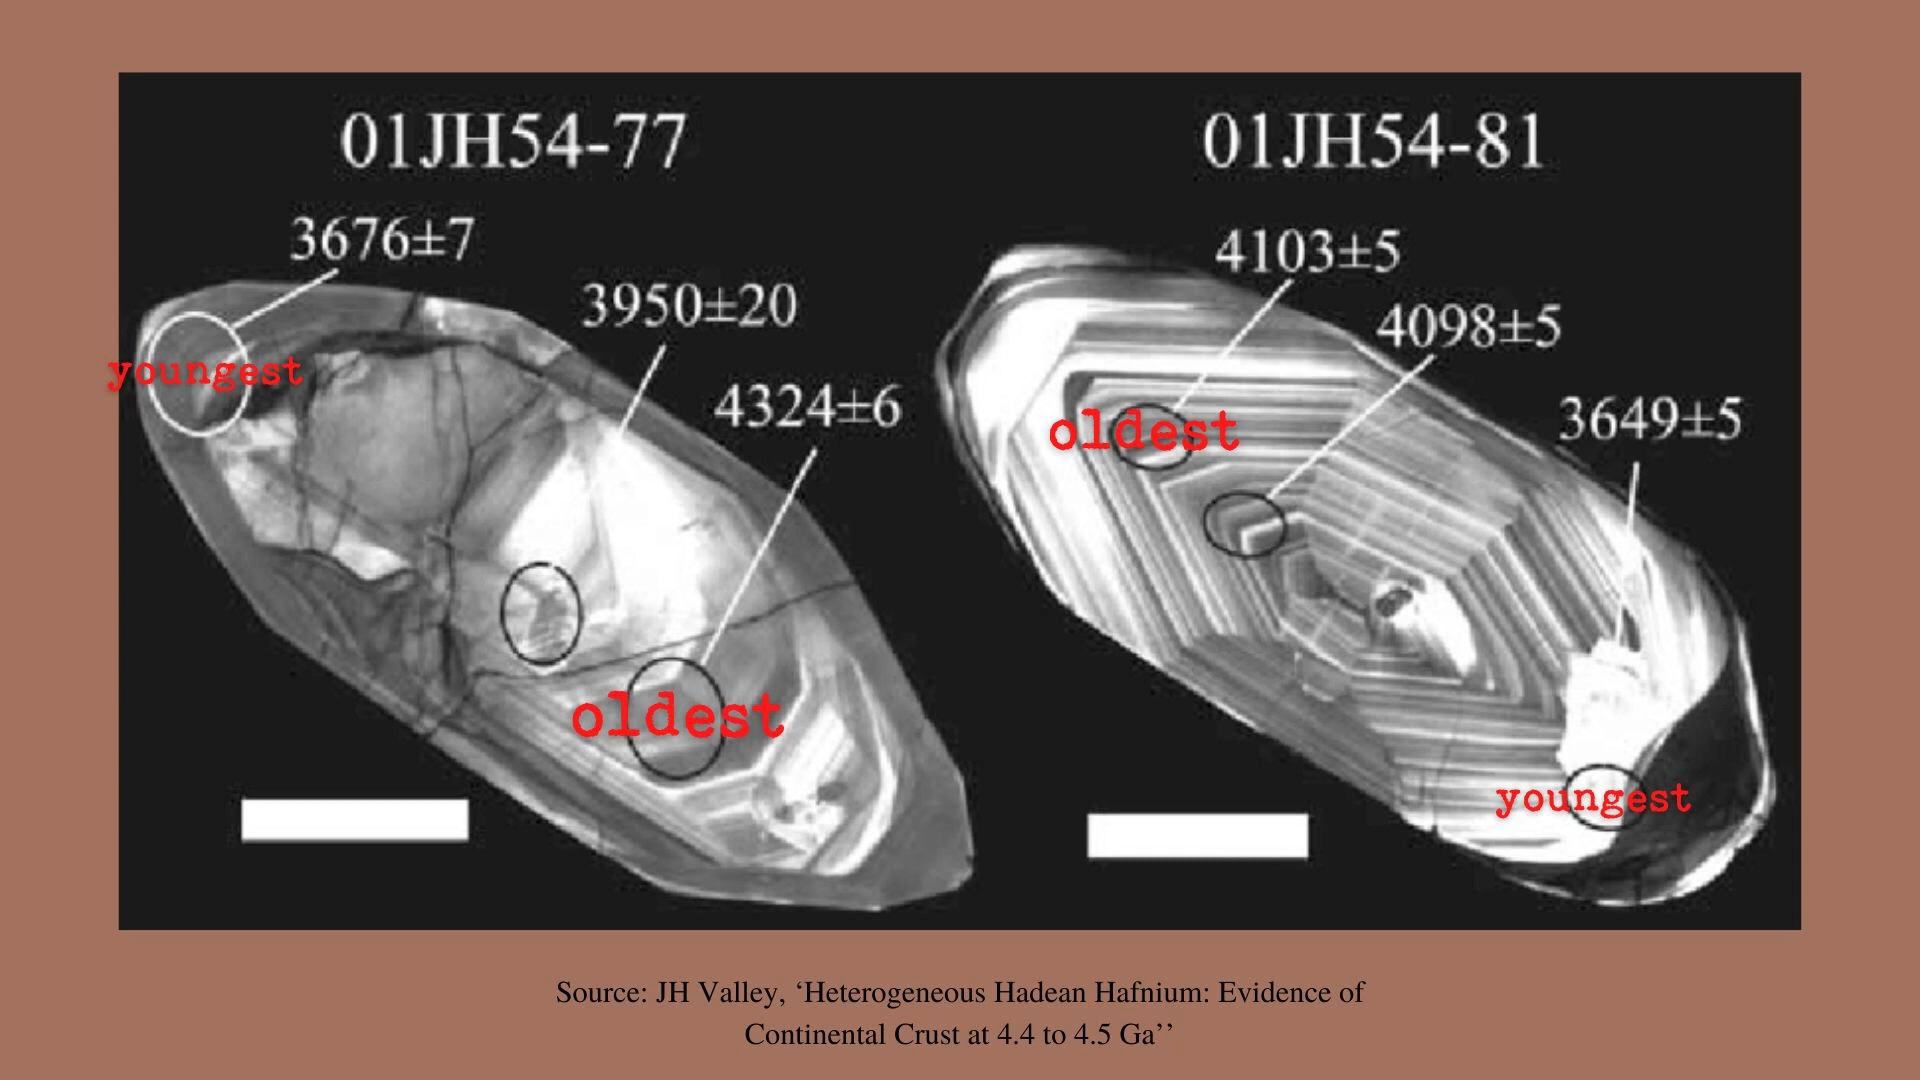 01JH54-77
01JH54-81
3676±7
3950±20
4324±6
4103±5
4098±5
3649±5
youngest
oldest
oldest
youngest
Source: JH Valley, ‘Heterogeneous Hadean Hafnium: Evidence of
Continental Crust at 4.4 to 4.5 Ga’’